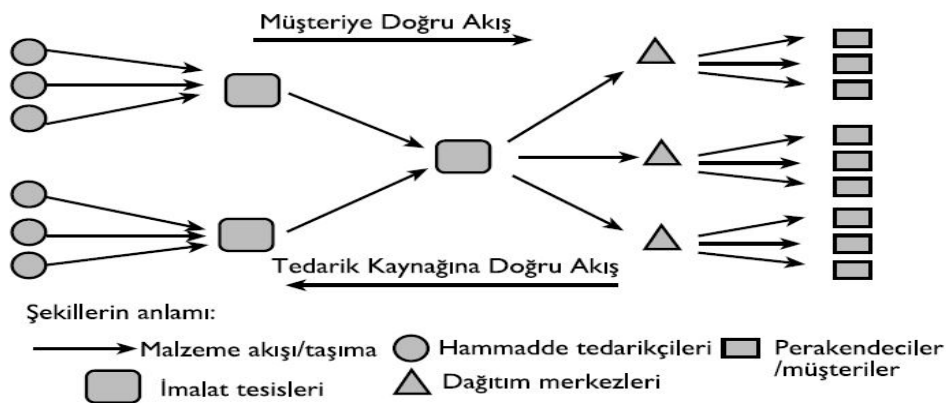 Müşteriye Doğru Akış
Tedarik Kaynağına Doğru Akış
Şekillerin anlamı:
Malzeme akışı/taşıma
Hammadde tedarikçileri
Perakendeciler
/müşteriler
İmalat tesisleri
Dağıtım merkezleri